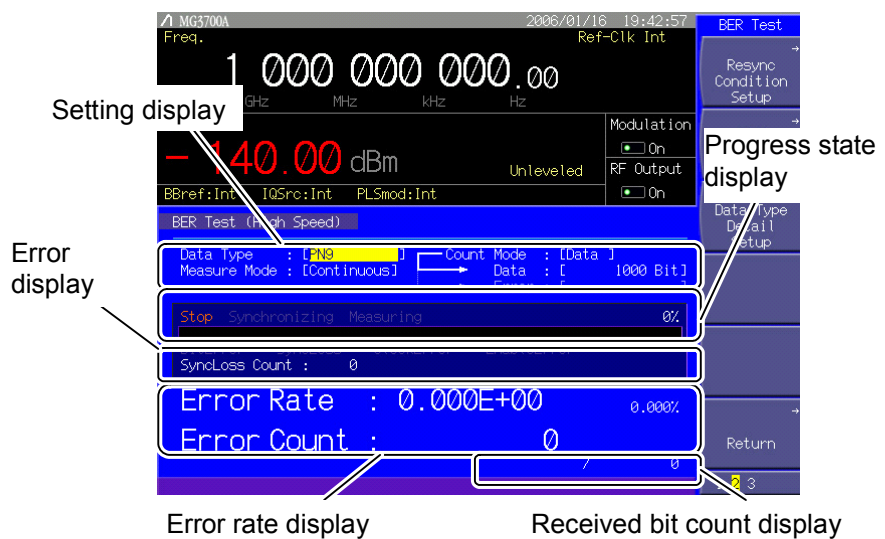 MG3700A 2006/01/16 19:42:57
BER Test
Freq. Ref-Clk Int
1 000 000 000.00
GHz MHz kHz Hz
Resync
Condition
Setup
Setting display
Modulation
On
- 140.00 dBm
Unleveled
RF Output
On
Progress state
display
BBref:Int IQSrc:Int PLSmod:Int
BER Test (High Speed)
Data Type
Detail
Setup
Error
display
Data Type : [PN9 ] Count Mode : [Data ]
Measure Mode : [Continuous] Data : [ 1000 Bit]
Stop Synchronizing Measuring 0%
SyncLoss Count : 0
Error Rate : 0.000E+00 0.000%
Error Count : 0
/ 0
Return
2 3
Error rate display
Received bit count display